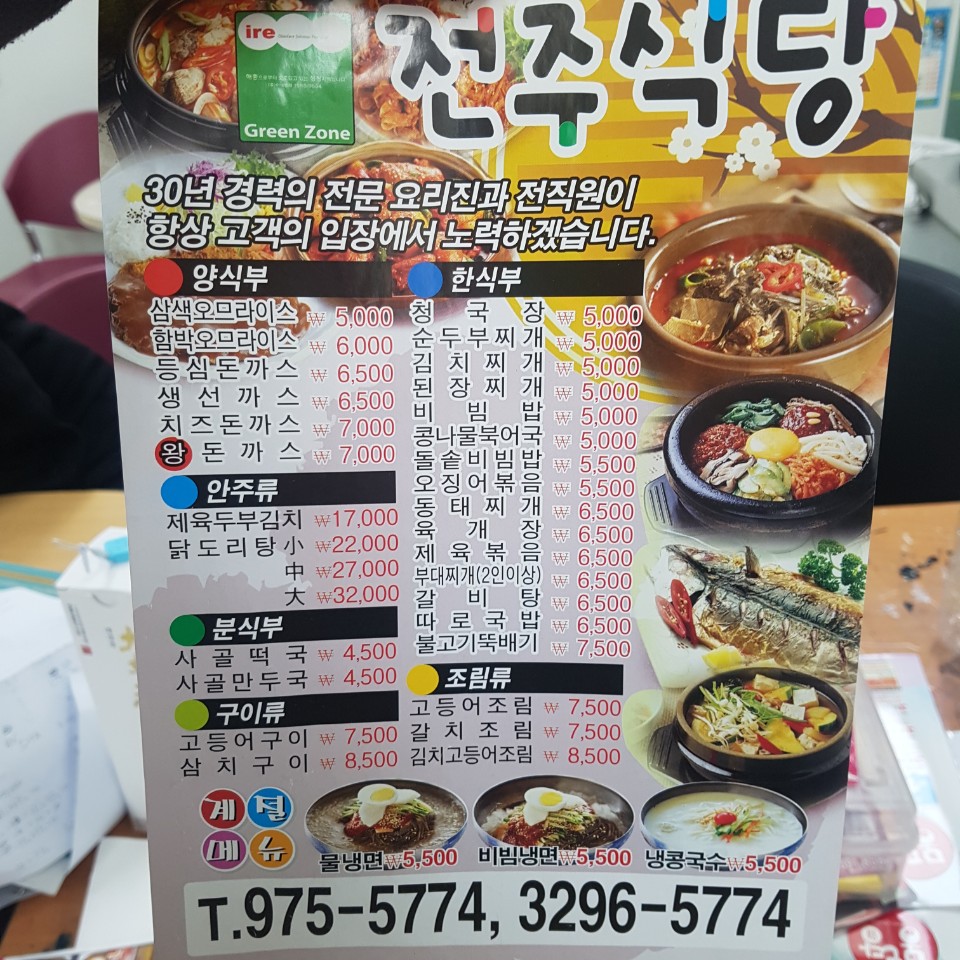 ire
Green Zone
전주식당
30년 경력의 전문 요리진과 전직원이
항상 고객의 입장에서 노력하겠습니다.
양식부
삼색오므라이스 ₩ 5,000
함박오므라이스 ₩ 6,000
등심돈까스 ₩ 6,500
생선까스 ₩ 6,500
치즈돈까스 ₩ 7,000
왕돈까스 ₩ 7,000
안주류
제육두부김치 ₩17,000
닭도리탕 小 ₩22,000
中 ₩27,000
大 ₩32,000
분식부
사골떡국 ₩ 4,500
사골만두국 ₩ 4,500
구이류
고등어구이 ₩ 7,500
삼치구이 ₩ 8,500
한식부
청국장 ₩ 5,000
순두부찌개 ₩ 5,000
김치찌개 ₩ 5,000
된장찌개 ₩ 5,000
비빔밥 ₩ 5,000
콩나물북어국 ₩ 5,000
돌솥비빔밥 ₩ 5,500
오징어볶음 ₩ 5,500
동태찌개 ₩ 6,500
육개장 ₩ 6,500
제육볶음 ₩ 6,500
부대찌개(2인이상) ₩ 6,500
갈비탕 ₩ 6,500
따로국밥 ₩ 6,500
불고기뚝배기 ₩ 7,500
조림류
고등어조림 ₩ 7,500
갈치조림 ₩ 7,500
김치고등어조림 ₩ 8,500
계절
메뉴
물냉면₩5,500 비빔냉면₩5,500 냉콩국수₩5,500
T.975-5774, 3296-5774